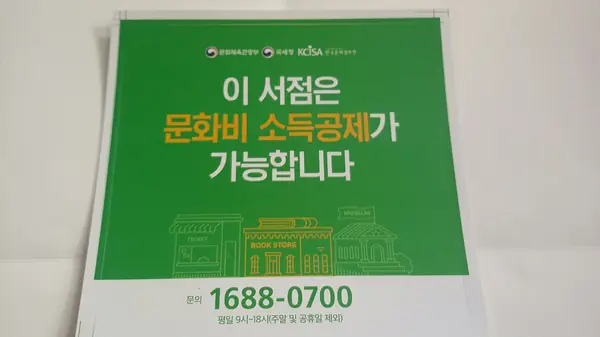 문화체육관광부 국세청 KCISA 한국문화정보원
이 서점은
문화비 소득공제가
가능합니다
TICKET
BOOK STORE
MUSEUM
문의 1688-0700
평일 9시~18시(주말 및 공휴일 제외)